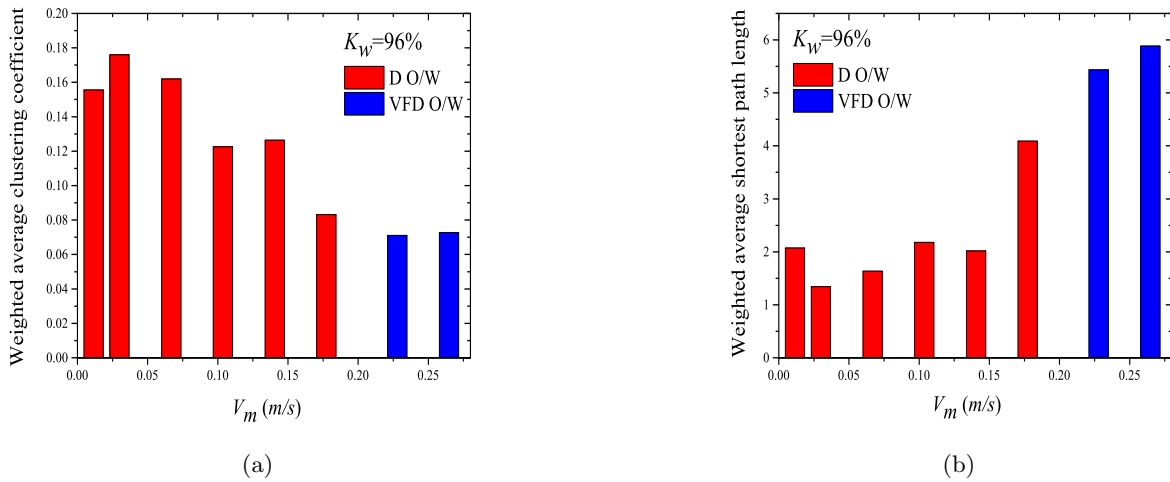 0.20
0.18
0.16
0.14
0.12
0.10
0.08
0.06
0.04
0.02
0.00
Weighted average clustering coefficient
K_w=96%
D O/W
VFD O/W
0.00 0.05 0.10 0.15 0.20 0.25
V_m (m/s)
(a)
6
5
4
3
2
1
0
Weighted average shortest path length
K_w=96%
D O/W
VFD O/W
0.00 0.05 0.10 0.15 0.20 0.25
V_m (m/s)
(b)